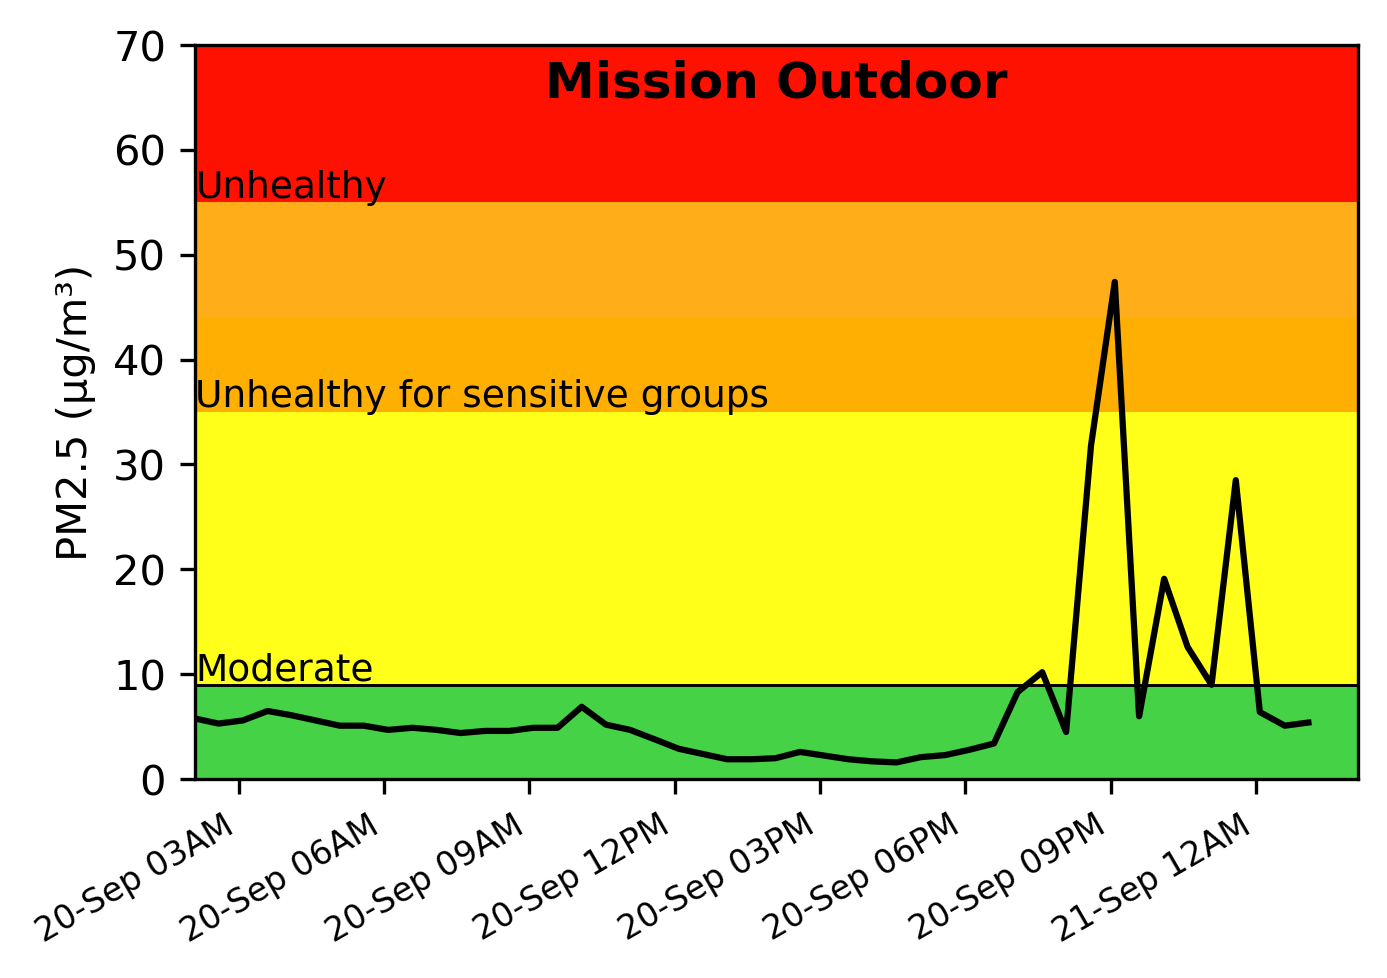 Mission Outdoor
70
60
50
40
30
20
10
0
PM2.5 (µg/m³)
Unhealthy
Unhealthy for sensitive groups
Moderate
20-Sep 03AM
20-Sep 06AM
20-Sep 09AM
20-Sep 12PM
20-Sep 03PM
20-Sep 06PM
20-Sep 09PM
21-Sep 12AM